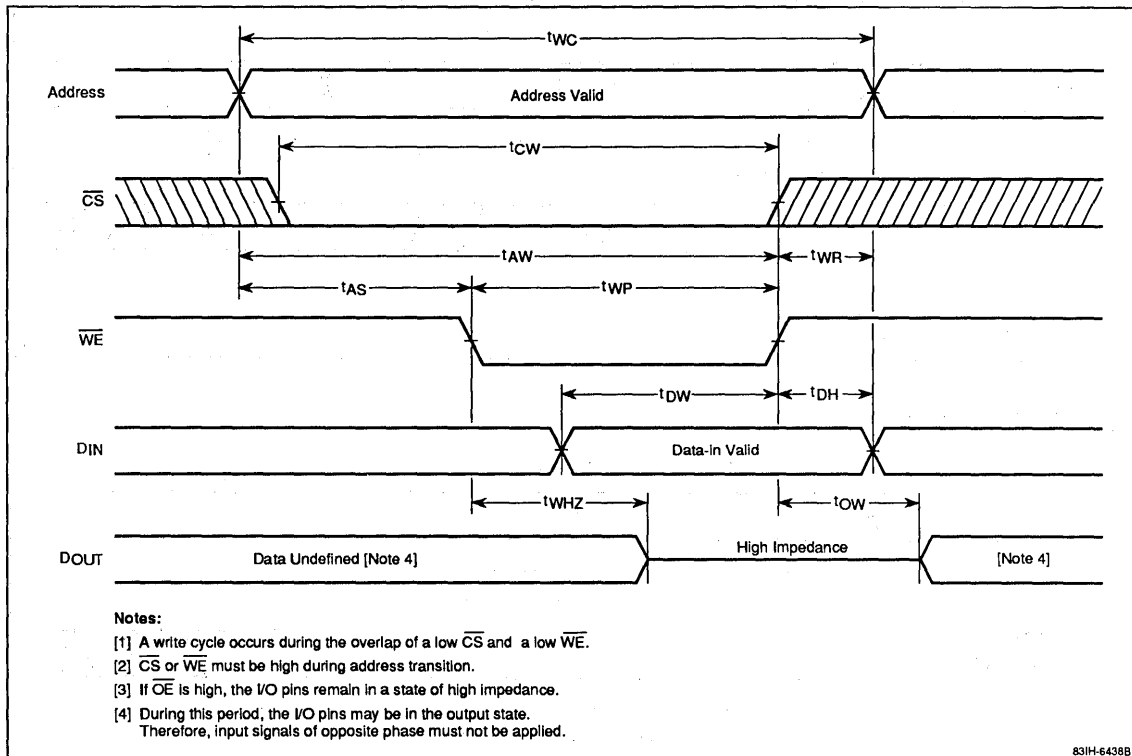 tWC
Address
Address Valid
tCW
CS
tAW
tWR
tAS
tWP
WE
tDW
tDH
DIN
Data-in Valid
tWHZ
tOW
DOUT
Data Undefined [Note 4]
High Impedance
[Note 4]
Notes:
[1] A write cycle occurs during the overlap of a low CS and a low WE.
[2] CS or WE must be high during address transition.
[3] If OE is high, the I/O pins remain in a state of high impedance.
[4] During this period, the I/O pins may be in the output state.
Therefore, input signals of opposite phase must not be applied.
83IH-6438B